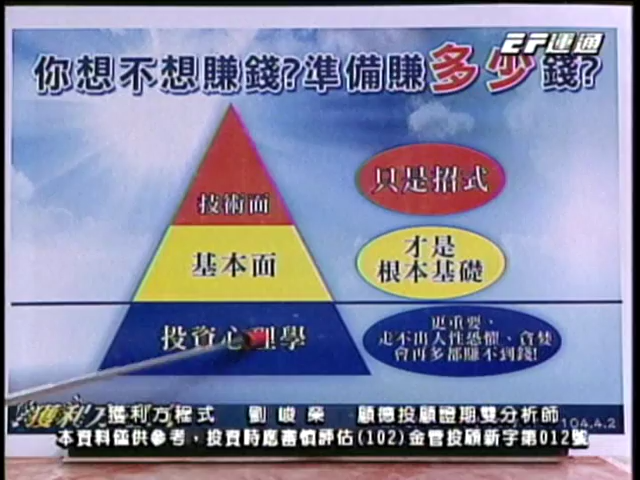 EF運通
你想不想賺錢?準備賺多少錢?
技術面
只是招式
基本面
才是
根本基礎
投資心理學
更重要、
走不出人性恐懼、貪婪
會再多都賺不到錢!
獲利方程式 劉峻榮 顧德投顧證期雙分析師
104.4.2
本資料僅供參考，投資時應審慎評估(102)金管投顧新字第012號